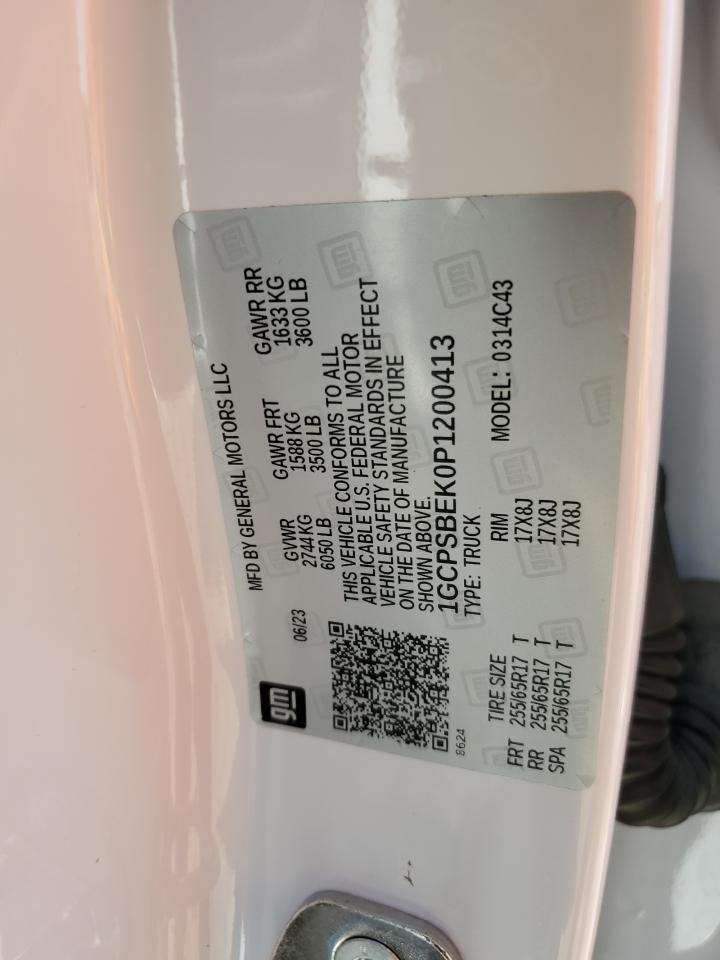 gm
MFD BY GENERAL MOTORS LLC
06/23
GVWR GAWR FRT GAWR RR
2744 KG 1588 KG 1633 KG
6050 LB 3500 LB 3600 LB
THIS VEHICLE CONFORMS TO ALL
APPLICABLE U.S. FEDERAL MOTOR
VEHICLE SAFETY STANDARDS IN EFFECT
ON THE DATE OF MANUFACTURE
SHOWN ABOVE.
1GCPSBEK0P1200413
8624
TYPE: TRUCK MODEL: 0314C43
TIRE SIZE RIM
FRT 255/65R17 T 17X8J
RR 255/65R17 T 17X8J
SPA 255/65R17 T 17X8J